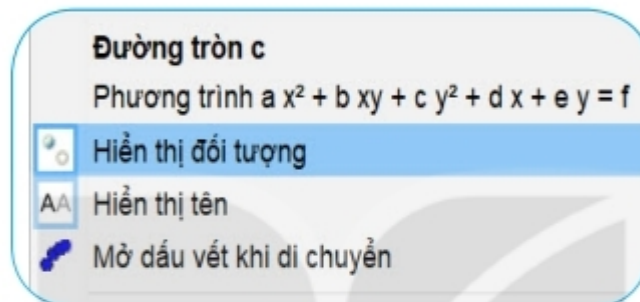 Đường tròn c
Phương trình a x² + b xy + c y² + d x + e y = f
Hiển thị đối tượng
AA Hiển thị tên
Mở dấu vết khi di chuyển